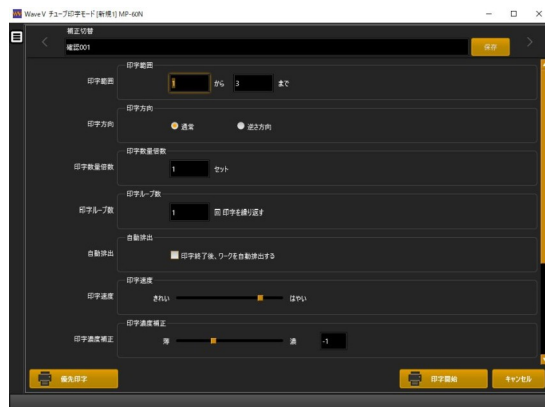 Wave V チューブ印字モード [新規1] MP-60N
補正切替
確認001
保存
印字範囲
印字範囲 1 から 3 まで
印字方向
印字方向 通常 逆さ方向
印字数量倍数
印字数量倍数 1 セット
印字ループ数
印字ループ数 1 回 印字を繰り返す
自動排出
自動排出 印字終了後、ワークを自動排出する
印字速度
印字速度 きれい はやい
印字濃度補正
印字濃度補正 薄 濃 -1
優先印字 印字開始 キャンセル